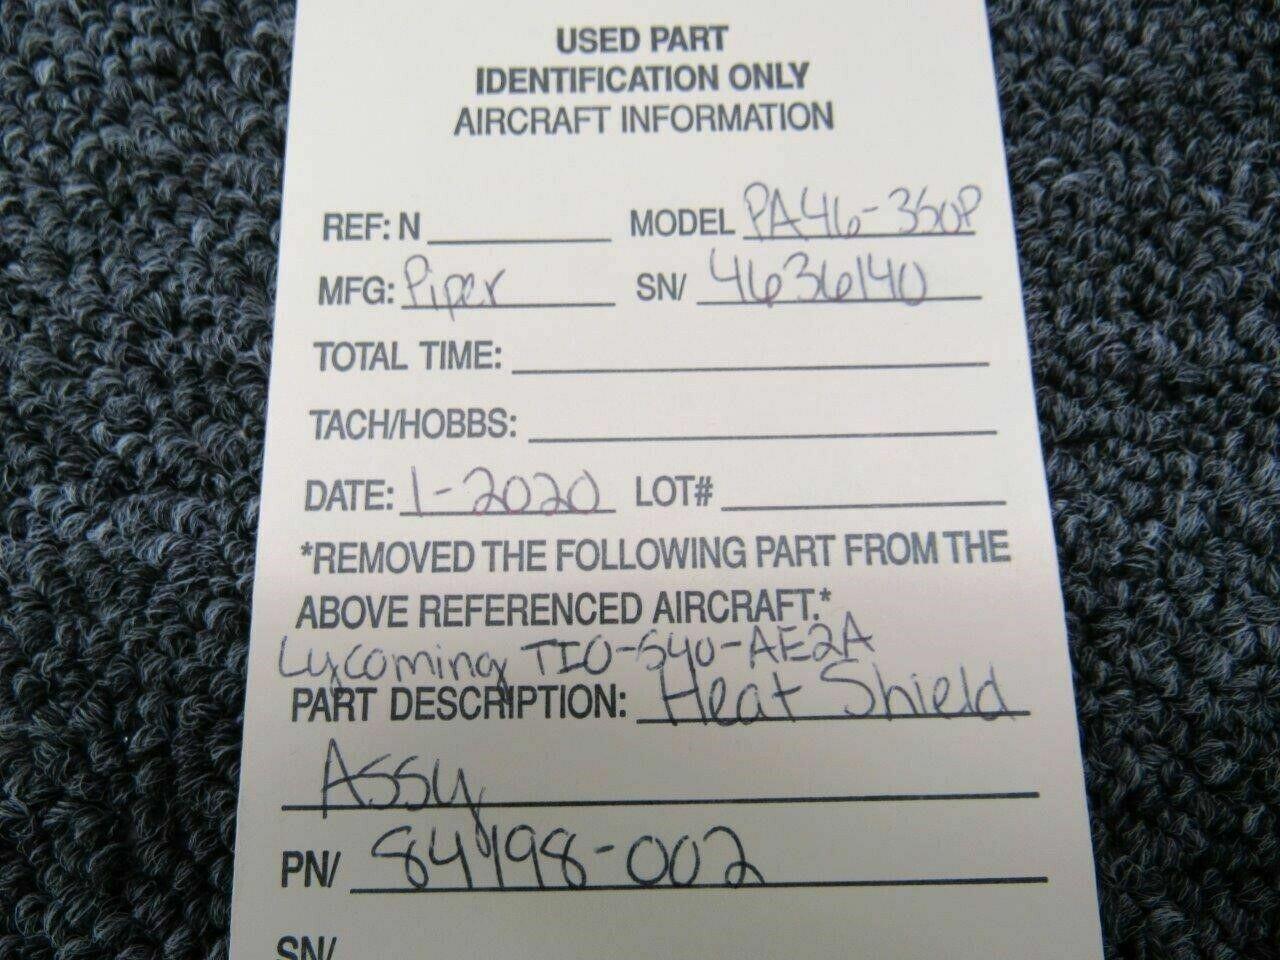 USED PART
IDENTIFICATION ONLY
AIRCRAFT INFORMATION
REF: N MODEL PA46-350P
MFG: Piper SN/ 4636140
TOTAL TIME:
TACH/HOBBS:
DATE: 1-2020 LOT#
*REMOVED THE FOLLOWING PART FROM THE
ABOVE REFERENCED AIRCRAFT.*
Lycoming TIO-540-AE2A
PART DESCRIPTION: Heat Shield
Assy
PN/ 84198-002
SN/